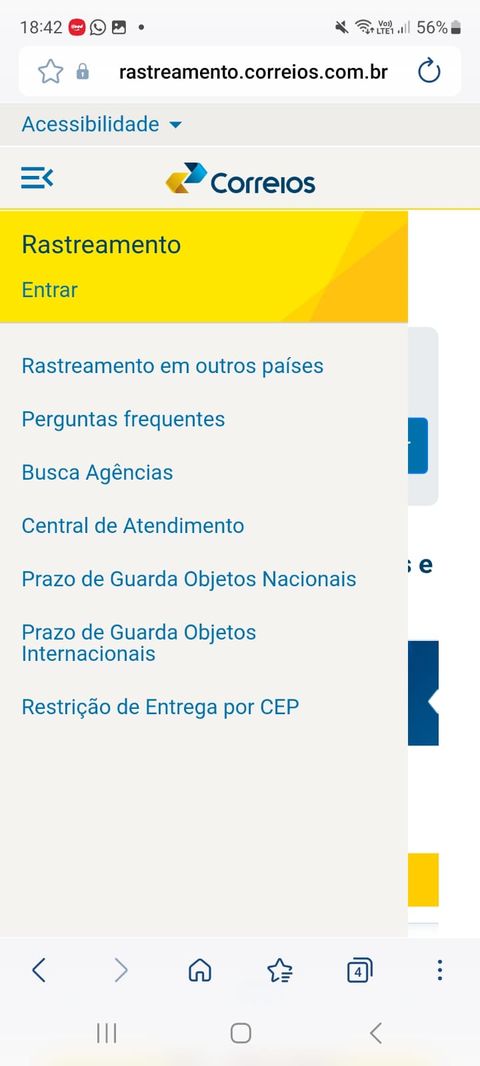 18:42 Vo)) LTE1 56%
rastreamento.correios.com.br
Acessibilidade
Correios
Rastreamento
Entrar
Rastreamento em outros países
Perguntas frequentes
Busca Agências
Central de Atendimento
s e
Prazo de Guarda Objetos Nacionais
Prazo de Guarda Objetos
Internacionais
Restrição de Entrega por CEP
4